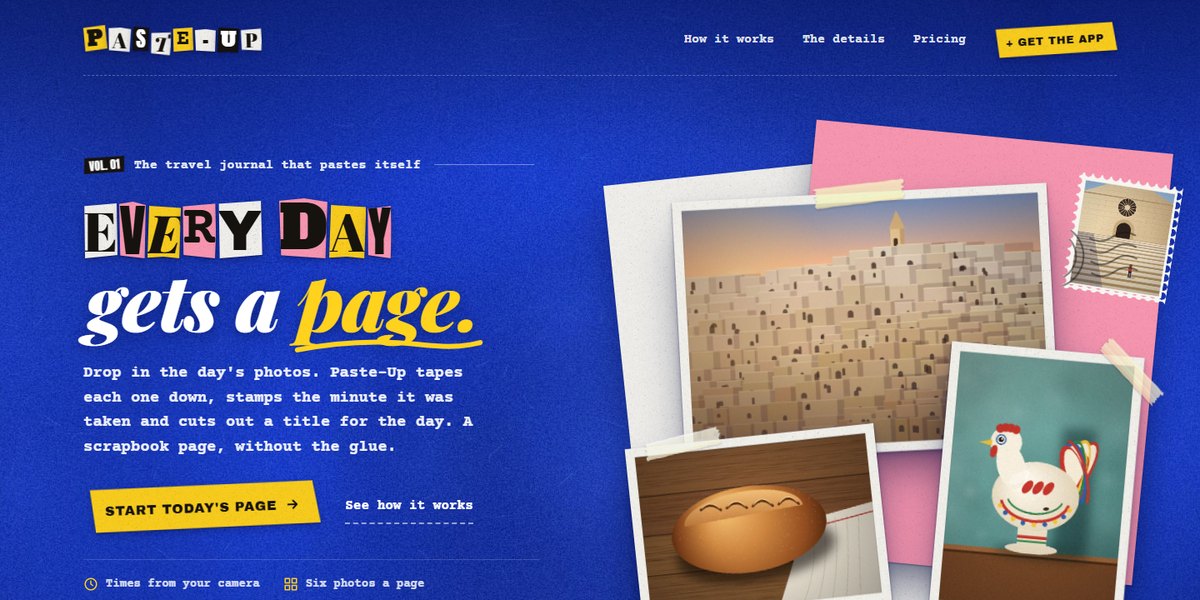 PASTE-UP
How it works
The details
Pricing
+ GET THE APP
VOL. 01
The travel journal that pastes itself
EVERY DAY
gets a page.
Drop in the day's photos. Paste-Up tapes
each one down, stamps the minute it was
taken and cuts out a title for the day. A
scrapbook page, without the glue.
START TODAY'S PAGE →
See how it works
Times from your camera
Six photos a page